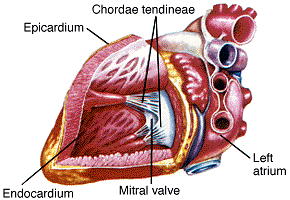 Chordae tendineae
Epicardium
Left
atrium
Endocardium
Mitral valve